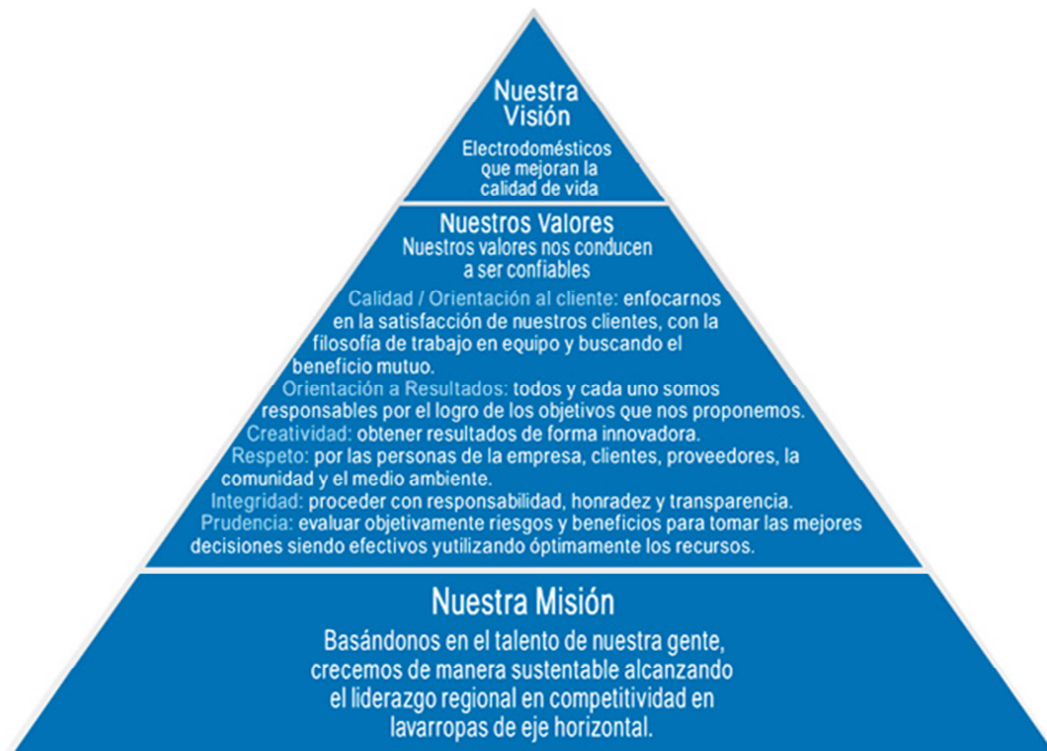 Nuestra
Visión
Electrodomésticos
que mejoran la
calidad de vida
Nuestros Valores
Nuestros valores nos conducen
a ser confiables
Calidad / Orientación al cliente: enfocarnos
en la satisfacción de nuestros clientes, con la
filosofía de trabajo en equipo y buscando el
beneficio mutuo.
Orientación a Resultados: todos y cada uno somos
responsables por el logro de los objetivos que nos proponemos.
Creatividad: obtener resultados de forma innovadora.
Respeto: por las personas de la empresa, clientes, proveedores, la
comunidad y el medio ambiente.
Integridad: proceder con responsabilidad, honradez y transparencia.
Prudencia: evaluar objetivamente riesgos y beneficios para tomar las mejores
decisiones siendo efectivos yutilizando óptimamente los recursos.
Nuestra Misión
Basándonos en el talento de nuestra gente,
crecemos de manera sustentable alcanzando
el liderazgo regional en competitividad en
lavarropas de eje horizontal.